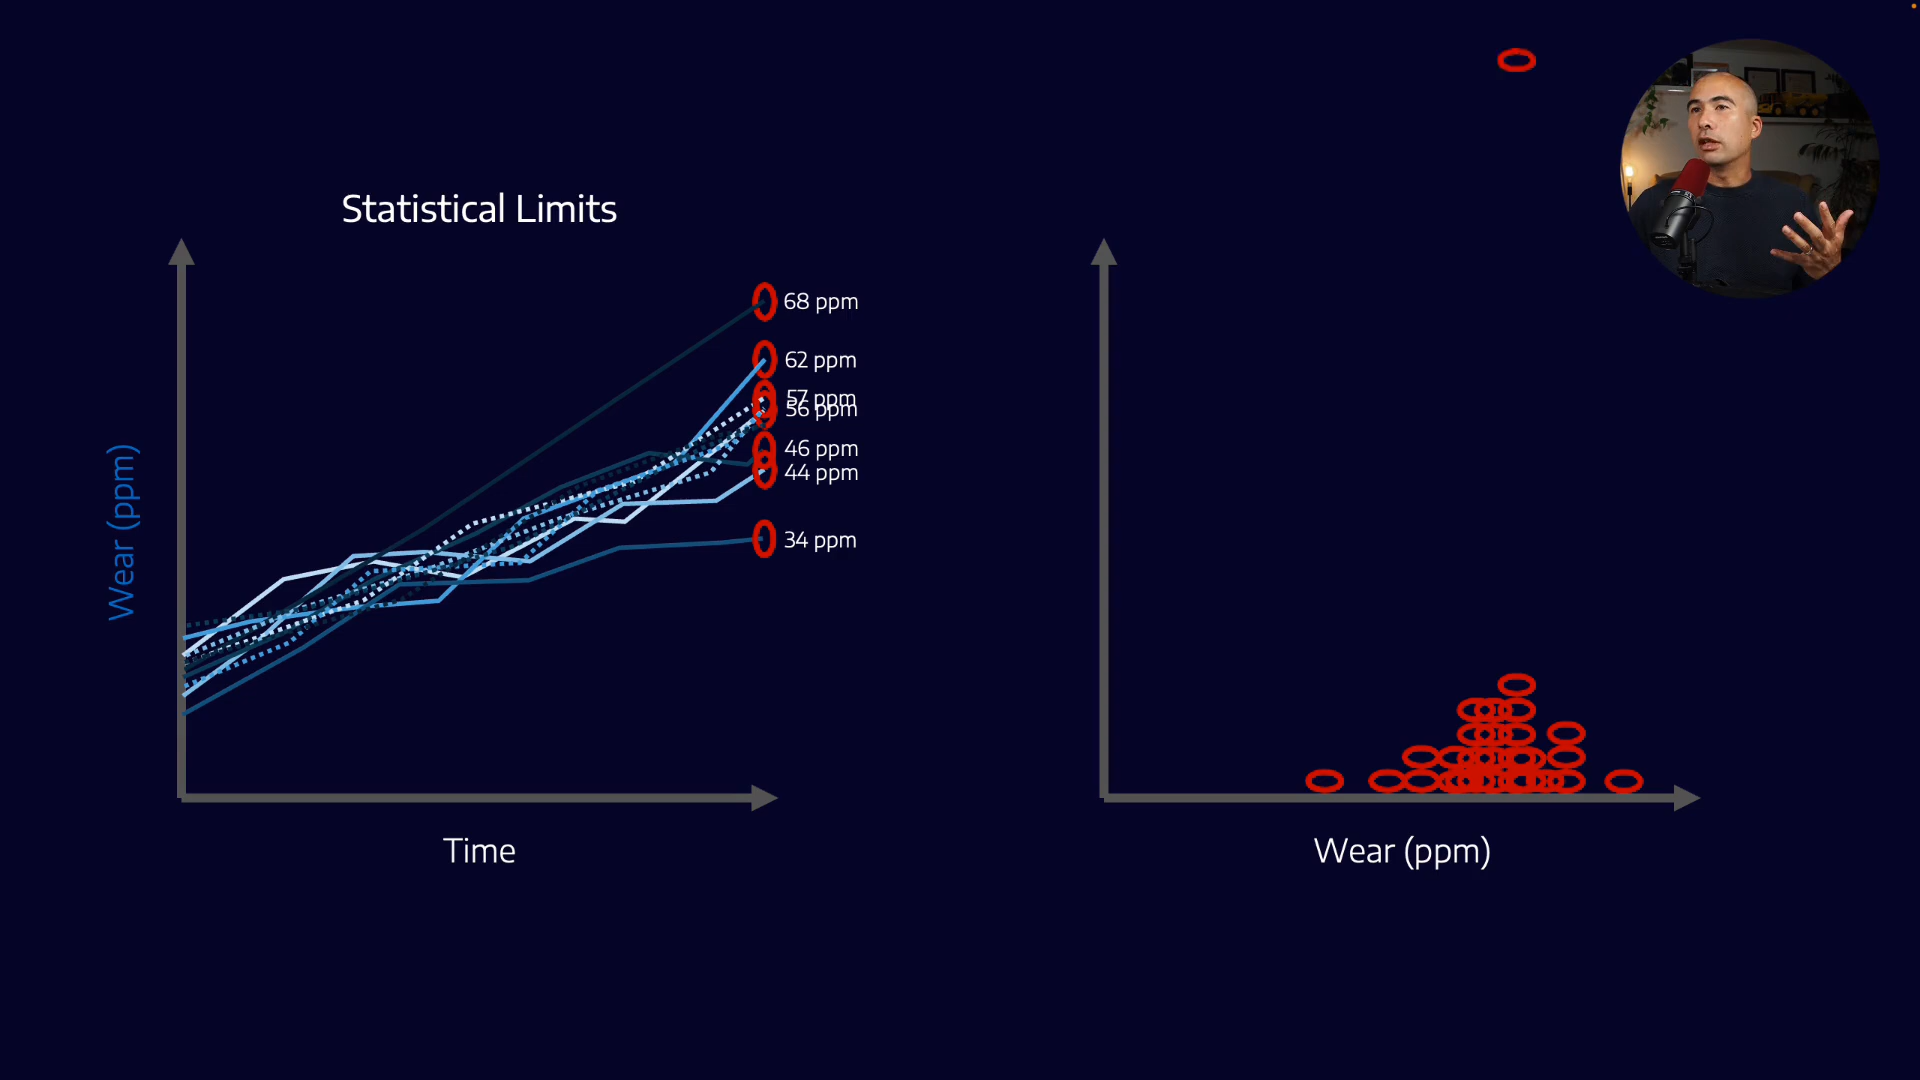 Statistical Limits
68 ppm
62 ppm
57 ppm
56 ppm
46 ppm
44 ppm
34 ppm
Wear (ppm)
Time
Wear (ppm)